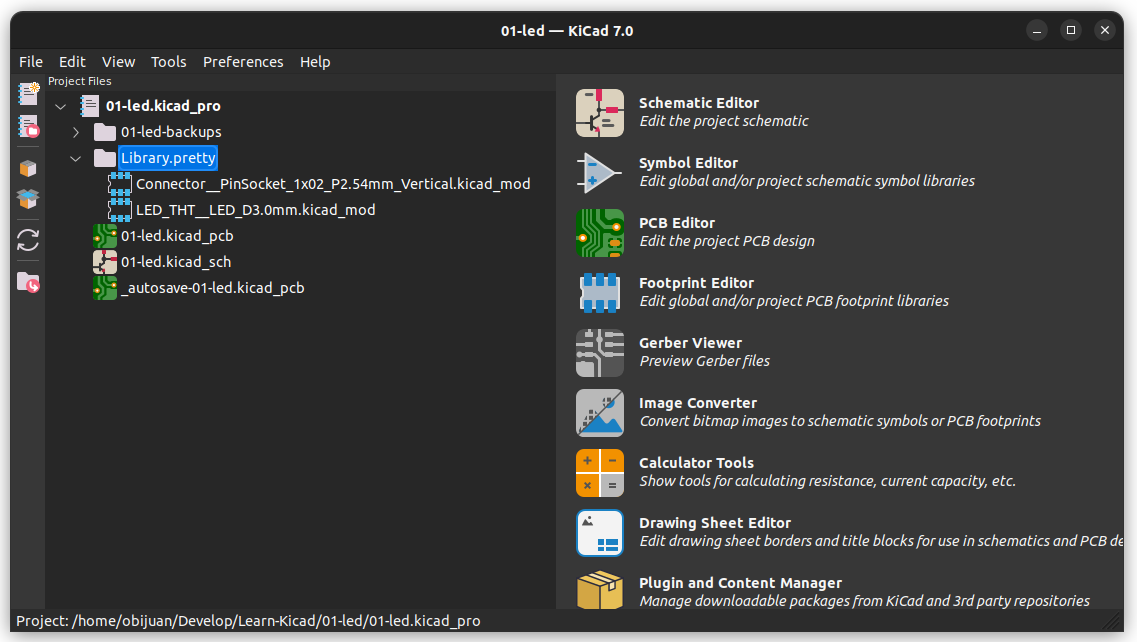 01-led — KiCad 7.0
File Edit View Tools Preferences Help
Project Files
01-led.kicad_pro
01-led-backups
Library.pretty
Connector__PinSocket_1x02_P2.54mm_Vertical.kicad_mod
LED_THT__LED_D3.0mm.kicad_mod
01-led.kicad_pcb
01-led.kicad_sch
_autosave-01-led.kicad_pcb
Schematic Editor
Edit the project schematic
Symbol Editor
Edit global and/or project schematic symbol libraries
PCB Editor
Edit the project PCB design
Footprint Editor
Edit global and/or project PCB footprint libraries
Gerber Viewer
Preview Gerber files
Image Converter
Convert bitmap images to schematic symbols or PCB footprints
Calculator Tools
Show tools for calculating resistance, current capacity, etc.
Drawing Sheet Editor
Edit drawing sheet borders and title blocks for use in schematics and PCB de
Plugin and Content Manager
Manage downloadable packages from KiCad and 3rd party repositories
Project: /home/obijuan/Develop/Learn-Kicad/01-led/01-led.kicad_pro